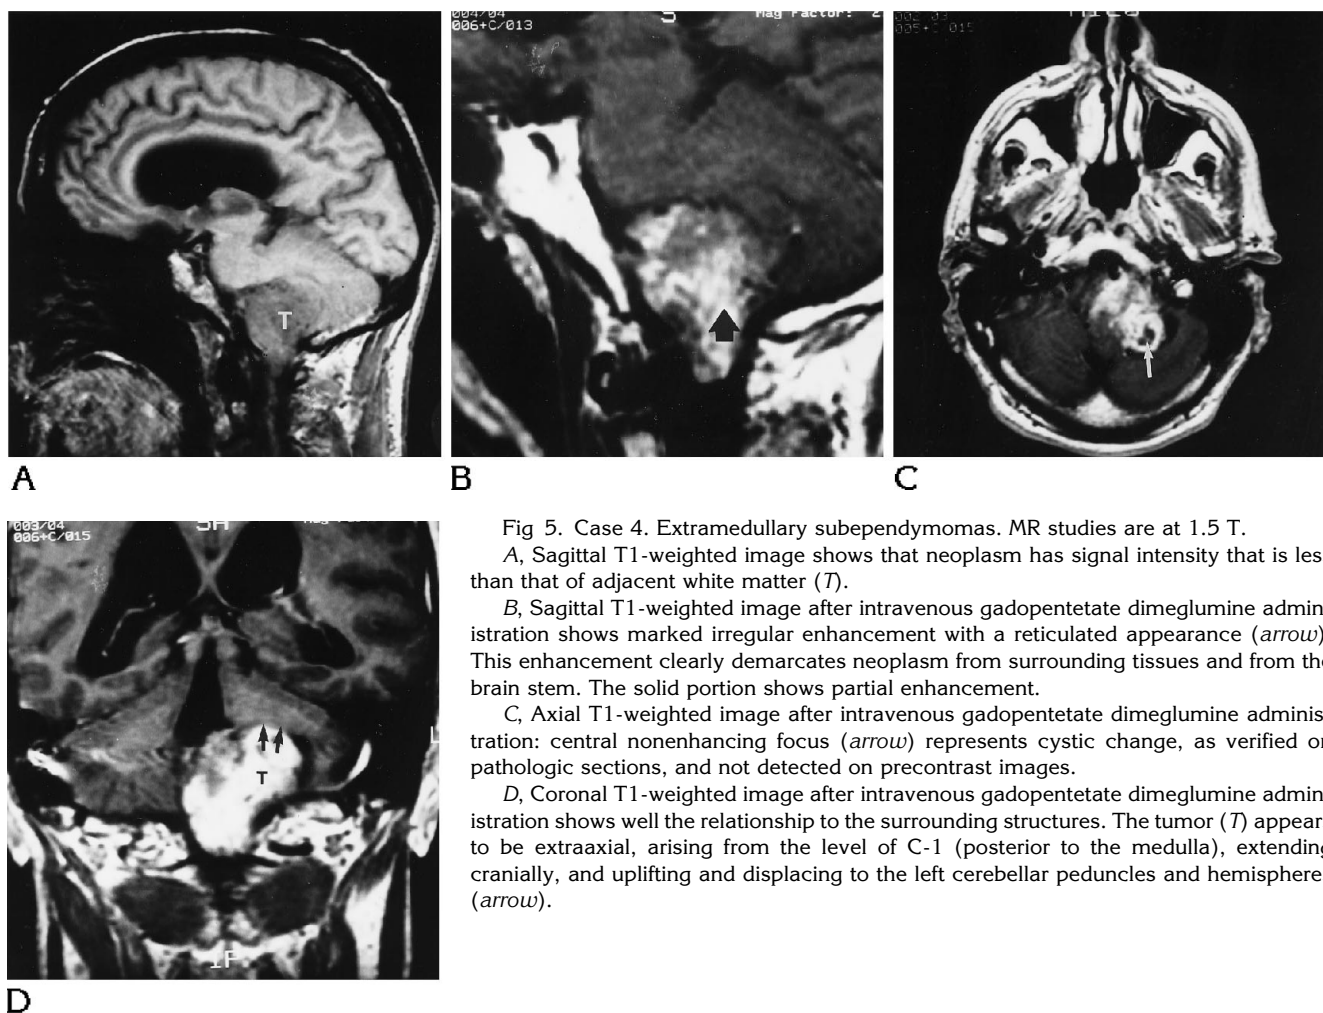 004/04
006+C/013
S
Mag Factor: 2
005+C/015
T
A
B
C
003/04
006+C/015
SA
L
T
IP
D
Fig 5. Case 4. Extramedullary subependymomas. MR studies are at 1.5 T.
A, Sagittal T1-weighted image shows that neoplasm has signal intensity that is les
than that of adjacent white matter (T).
B, Sagittal T1-weighted image after intravenous gadopentetate dimeglumine admin
istration shows marked irregular enhancement with a reticulated appearance (arrow)
This enhancement clearly demarcates neoplasm from surrounding tissues and from the
brain stem. The solid portion shows partial enhancement.
C, Axial T1-weighted image after intravenous gadopentetate dimeglumine adminis
tration: central nonenhancing focus (arrow) represents cystic change, as verified on
pathologic sections, and not detected on precontrast images.
D, Coronal T1-weighted image after intravenous gadopentetate dimeglumine admin
istration shows well the relationship to the surrounding structures. The tumor (T) appear
to be extraaxial, arising from the level of C-1 (posterior to the medulla), extending
cranially, and uplifting and displacing to the left cerebellar peduncles and hemisphere
(arrow).